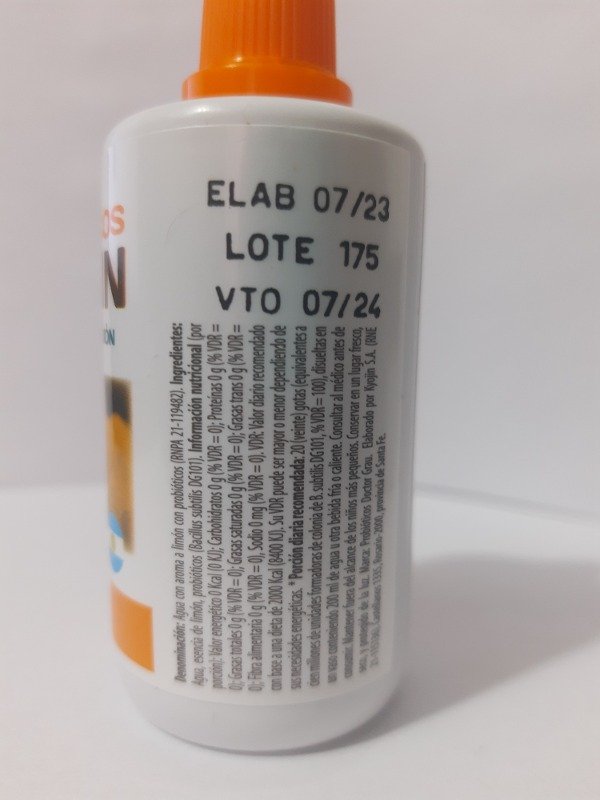 OS
N
ÓN
ELAB 07/23
LOTE 175
VTO 07/24
Denominación: Agua con aroma a limón con probióticos (RNPA 21-119482). Ingredientes:
Agua, esencia de limón, probióticos (Bacillus subtilis DG101). Información nutricional (por
porción): Valor energético 0 Kcal (0 KJ); Carbohidratos 0 g (% VDR = 0); Proteínas 0 g (% VDR =
0); Grasas totales 0 g (% VDR = 0); Grasas saturadas 0 g (% VDR = 0); Grasas trans 0 g (% VDR =
0); Fibra alimentaria 0 g (% VDR = 0), Sodio 0 mg (% VDR = 0). VDR: Valor diario recomendado
con base a una dieta de 2000 Kcal (8400 KJ). Su VDR puede ser mayor o menor dependiendo de
sus necesidades energéticas. * Porción diaria recomendada: 20 (veinte) gotas (equivalentes a
cien millones de unidades formadoras de colonia de B. subtilis DG101, % VDR = 100), disueltas en
un vaso conteniendo 200 ml de agua u otra bebida fría o caliente. Consultar al médico antes de
consumir. Mantener fuera del alcance de los niños más pequeños. Conservar en un lugar fresco,
seco, y protegido de la luz. Marca: Probióticos Doctor Grau. Elaborado por Kyojin S.A. (RNE
Castellanos 1335, Rosario 2000, provincia de Santa Fe.